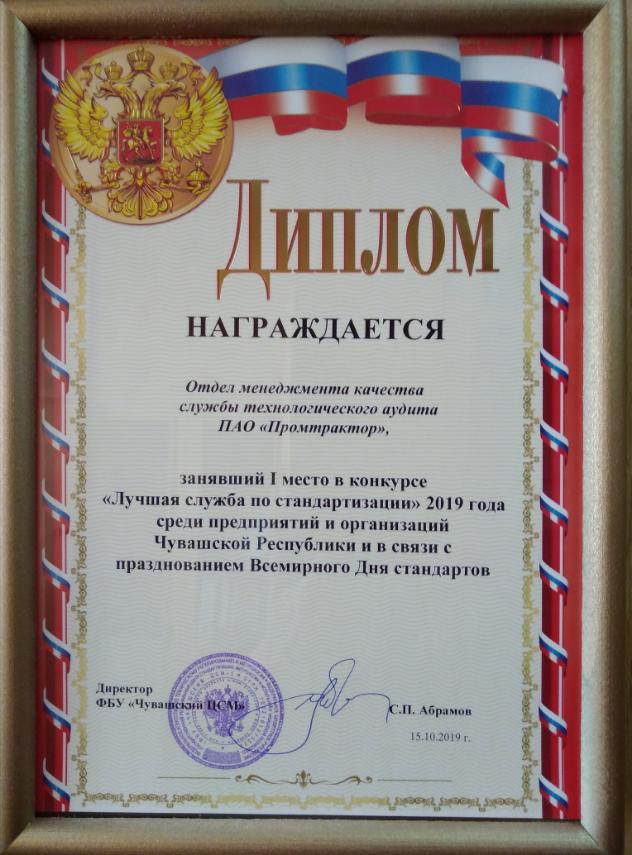 ДИПЛОМ
НАГРАЖДАЕТСЯ
Отдел менеджмента качества
службы технологического аудита
ПАО «Промтрактор»,
занявший I место в конкурсе
«Лучшая служба по стандартизации» 2019 года
среди предприятий и организаций
Чувашской Республики и в связи с
празднованием Всемирного Дня стандартов
Директор
ФБУ «Чувашский ЦСМ»
С.П. Абрамов
15.10.2019 г.